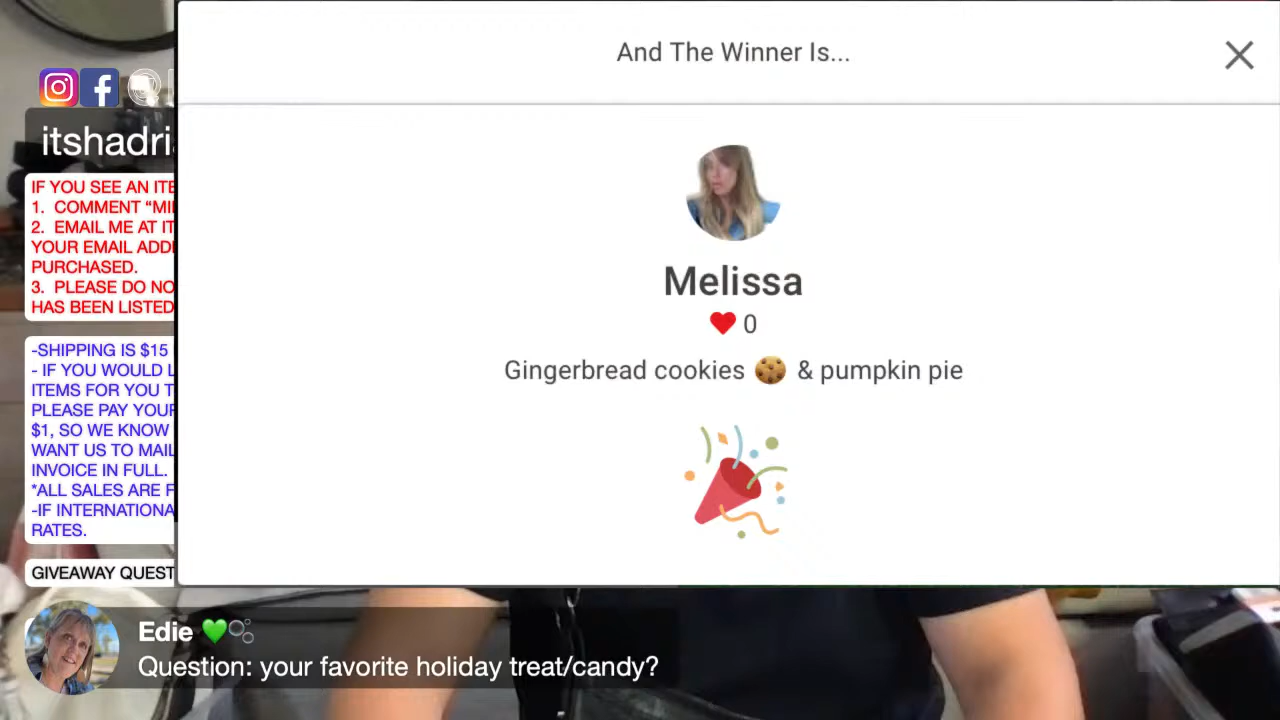 And The Winner Is...
itshadri
IF YOU SEE AN ITE
1. COMMENT “MI
2. EMAIL ME AT IT
YOUR EMAIL ADD
PURCHASED.
3. PLEASE DO NO
HAS BEEN LISTED
Melissa
0
Gingerbread cookies & pumpkin pie
-SHIPPING IS $15
- IF YOU WOULD L
ITEMS FOR YOU T
PLEASE PAY YOUR
$1, SO WE KNOW
WANT US TO MAIL
INVOICE IN FULL.
*ALL SALES ARE F
-IF INTERNATIONA
RATES.
GIVEAWAY QUEST
Edie
Question: your favorite holiday treat/candy?